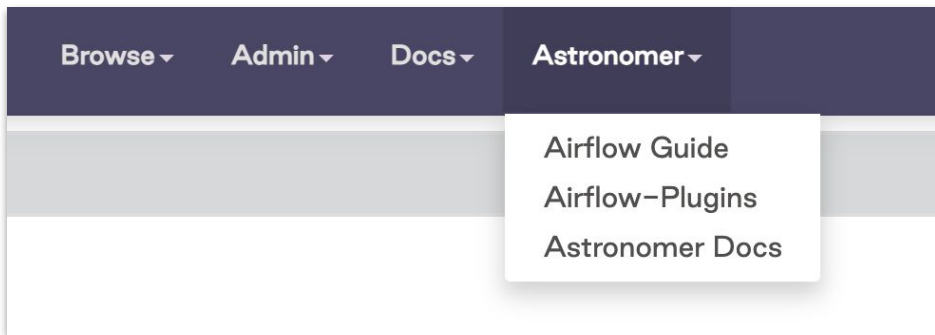 Browse Admin Docs Astronomer
Airflow Guide
Airflow-Plugins
Astronomer Docs